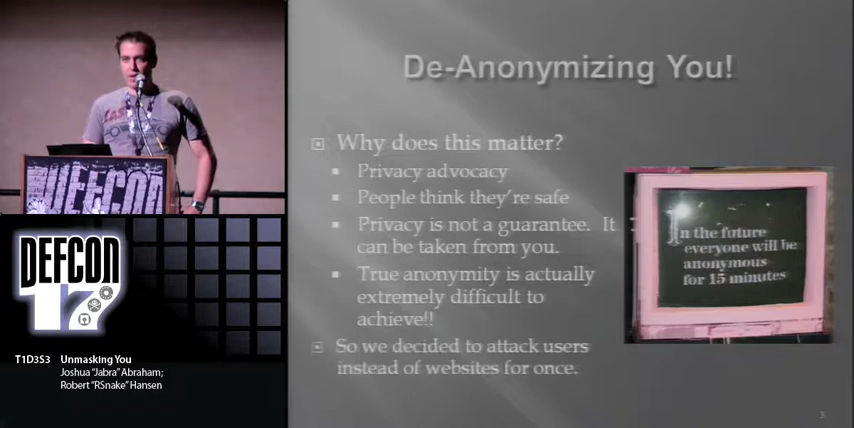 De-Anonymizing You!
Why does this matter?
Privacy advocacy
People think they're safe
Privacy is not a guarantee. It
can be taken from you.
True anonymity is actually
extremely difficult to
achieve!!
So we decided to attack users
instead of websites for once.
In the future
everyone will be
anonymous
for 15 minutes
3
DEFCON
DEFCON
17
T1D3S3 Unmasking You
Joshua "Jabra" Abraham;
Robert "RSnake" Hansen